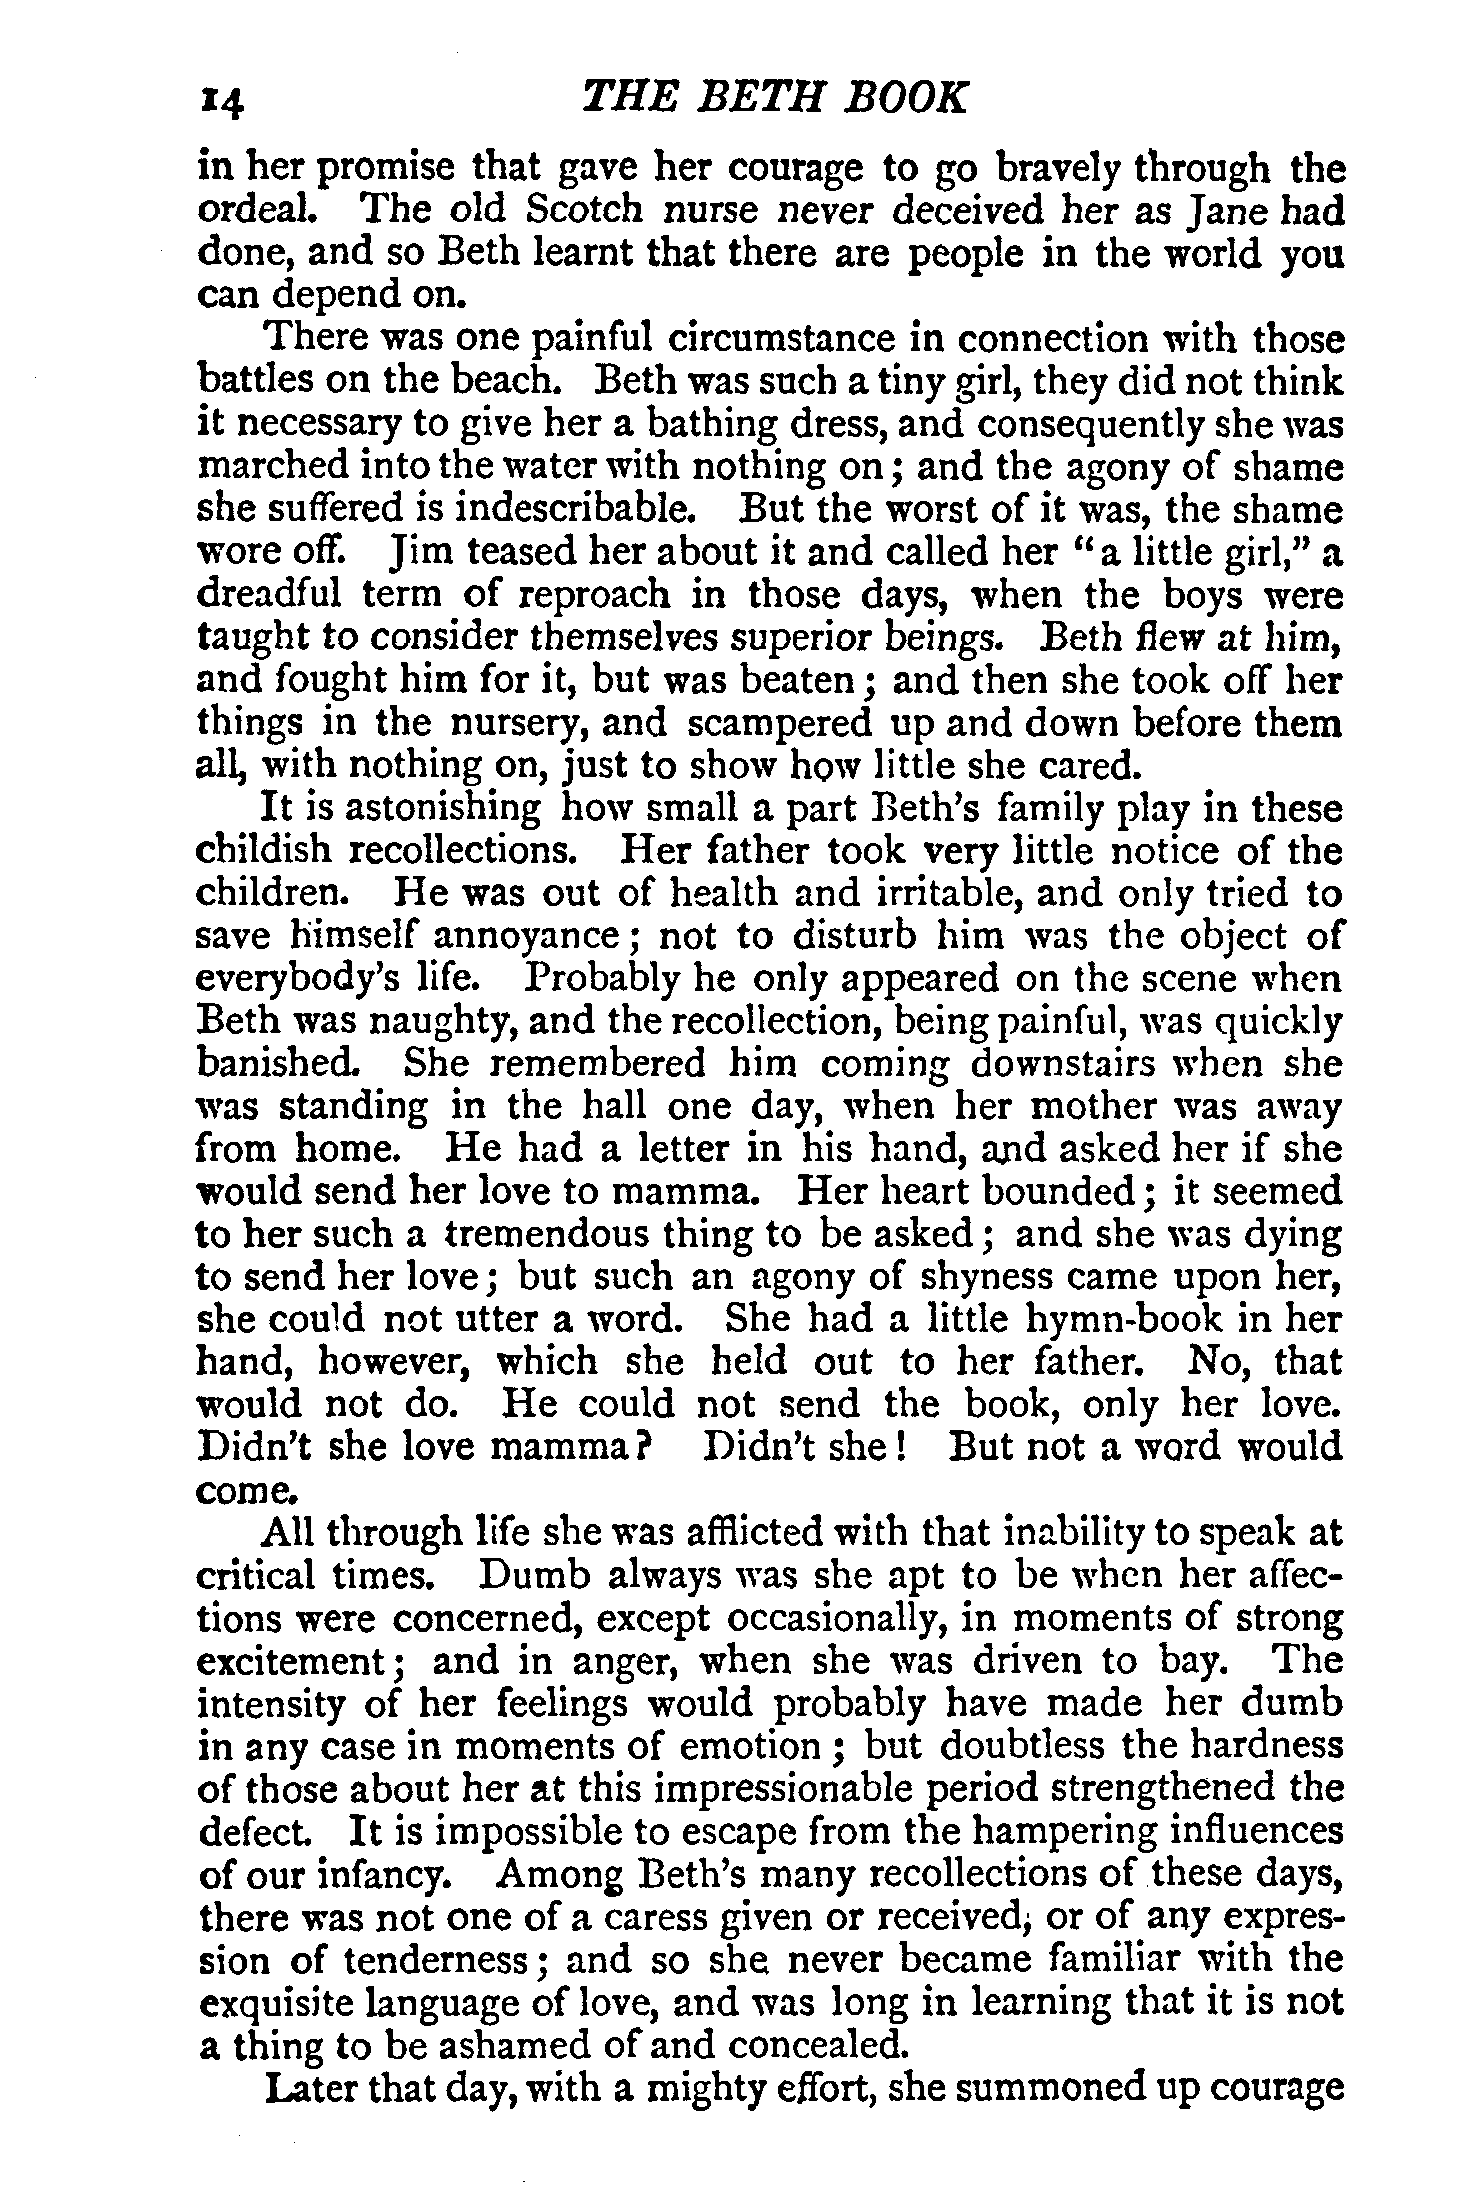 14 THE BETH BOOK
in her promise that gave her courage to go bravely through the
ordeal. The old Scotch nurse never deceived her as Jane had
done, and so Beth learnt that there are people in the world you
can depend on.
There was one painful circumstance in connection with those
battles on the beach. Beth was such a tiny girl, they did not think
it necessary to give her a bathing dress, and consequently she was
marched into the water with nothing on; and the agony of shame
she suffered is indescribable. But the worst of it was, the shame
wore off. Jim teased her about it and called her "a little girl," a
dreadful term of reproach in those days, when the boys were
taught to consider themselves superior beings. Beth flew at him,
and fought him for it, but was beaten; and then she took off her
things in the nursery, and scampered up and down before them
all, with nothing on, just to show how little she cared.
It is astonishing how small a part Beth's family play in these
childish recollections. Her father took very little notice of the
children. He was out of health and irritable, and only tried to
save himself annoyance; not to disturb him was the object of
everybody's life. Probably he only appeared on the scene when
Beth was naughty, and the recollection, being painful, was quickly
banished. She remembered him coming downstairs when she
was standing in the hall one day, when her mother was away
from home. He had a letter in his hand, and asked her if she
would send her love to mamma. Her heart bounded; it seemed
to her such a tremendous thing to be asked; and she was dying
to send her love; but such an agony of shyness came upon her,
she could not utter a word. She had a little hymn-book in her
hand, however, which she held out to her father. No, that
would not do. He could not send the book, only her love.
Didn't she love mamma? Didn't she! But not a word would
come.
All through life she was afflicted with that inability to speak at
critical times. Dumb always was she apt to be when her affec-
tions were concerned, except occasionally, in moments of strong
excitement; and in anger, when she was driven to bay. The
intensity of her feelings would probably have made her dumb
in any case in moments of emotion; but doubtless the hardness
of those about her at this impressionable period strengthened the
defect. It is impossible to escape from the hampering influences
of our infancy. Among Beth's many recollections of these days,
there was not one of a caress given or received, or of any expres-
sion of tenderness; and so she never became familiar with the
exquisite language of love, and was long in learning that it is not
a thing to be ashamed of and concealed.
Later that day, with a mighty effort, she summoned up courage